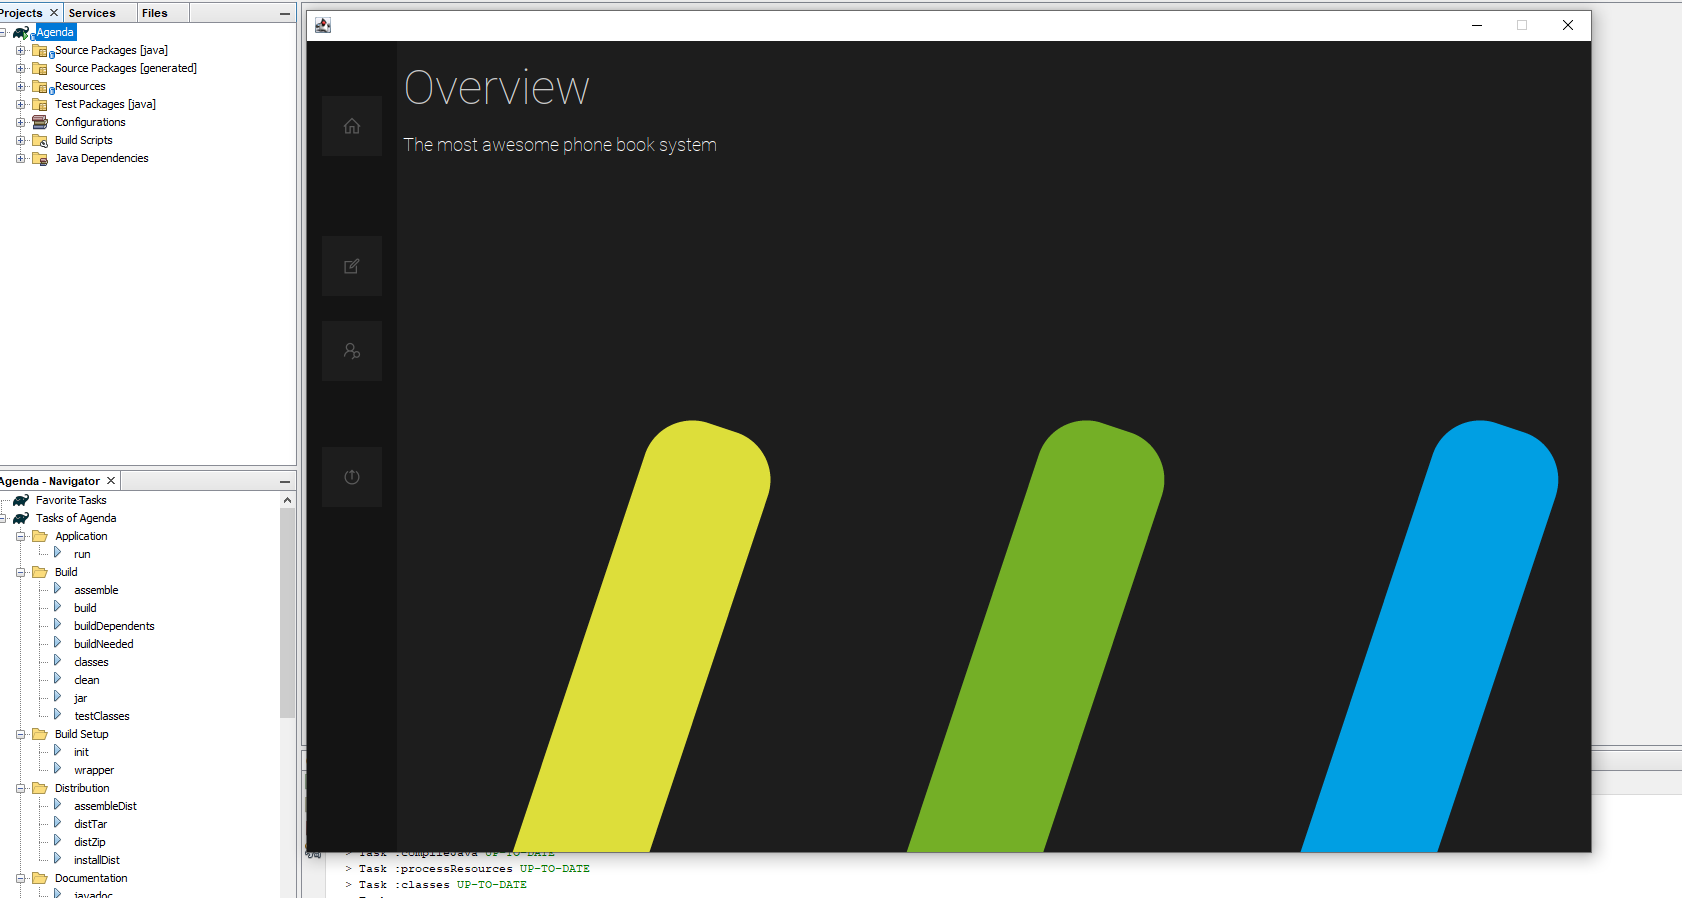 Projects
Services
Files
Agenda
Source Packages [java]
Source Packages [generated]
Resources
Test Packages [java]
Configurations
Build Scripts
Java Dependencies
Agenda - Navigator
Favorite Tasks
Tasks of Agenda
Application
run
Build
assemble
build
buildDependents
buildNeeded
classes
clean
jar
testClasses
Build Setup
init
wrapper
Distribution
assembleDist
distTar
distZip
installDist
Documentation
javadoc
Overview
The most awesome phone book system
> Task :compileJava UP-TO-DATE
> Task :processResources UP-TO-DATE
> Task :classes UP-TO-DATE